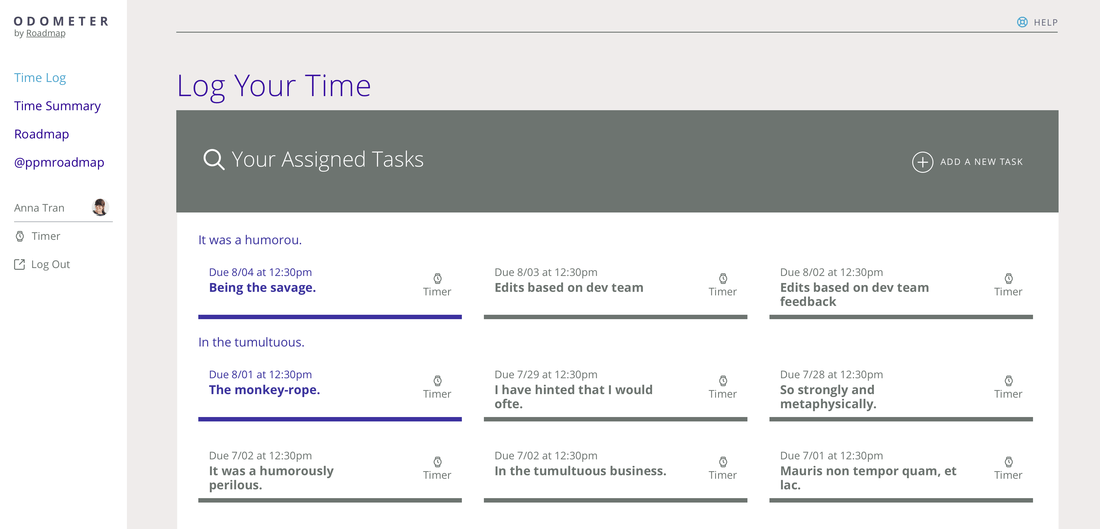 ODOMETER
by Roadmap
HELP
Time Log
Time Summary
Roadmap
@ppmroadmap
Anna Tran
Timer
Log Out
Log Your Time
Your Assigned Tasks
ADD A NEW TASK
It was a humorou.
Due 8/04 at 12:30pm
Being the savage.
Timer
Due 8/03 at 12:30pm
Edits based on dev team
Timer
Due 8/02 at 12:30pm
Edits based on dev team
feedback
Timer
In the tumultuous.
Due 8/01 at 12:30pm
The monkey-rope.
Timer
Due 7/29 at 12:30pm
I have hinted that I would
ofte.
Timer
Due 7/28 at 12:30pm
So strongly and
metaphysically.
Timer
Due 7/02 at 12:30pm
It was a humorously
perilous.
Timer
Due 7/02 at 12:30pm
In the tumultuous business.
Timer
Due 7/01 at 12:30pm
Mauris non tempor quam, et
lac.
Timer